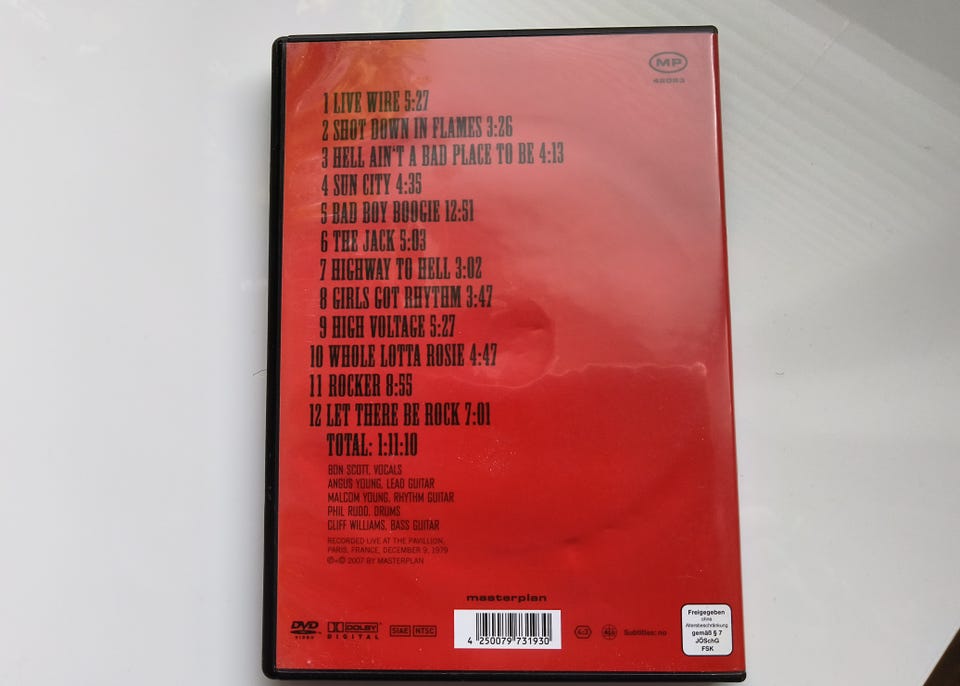 MP
48093
1 LIVE WIRE 5:27
2 SHOT DOWN IN FLAMES 3:26
3 HELL AIN'T A BAD PLACE TO BE 4:13
4 SUN CITY 4:35
5 BAD BOY BOOGIE 12:51
6 THE JACK 5:03
7 HIGHWAY TO HELL 3:02
8 GIRLS GOT RHYTHM 3:47
9 HIGH VOLTAGE 5:27
10 WHOLE LOTTA ROSIE 4:47
11 ROCKER 8:55
12 LET THERE BE ROCK 7:01
TOTAL: 1:11:10
BON SCOTT, VOCALS
ANGUS YOUNG, LEAD GUITAR
MALCOM YOUNG, RHYTHM GUITAR
PHIL RUDD, DRUMS
CLIFF WILLIAMS, BASS GUITAR
RECORDED LIVE AT THE PAVILLION,
PARIS, FRANCE, DECEMBER 9, 1979
℗+© 2007 BY MASTERPLAN
masterplan
DVD VIDEO
DOLBY DIGITAL
SIAE NTSC
4 250079 731930
4:3
Subtitles: no
Freigegeben
ohne
Altersbeschränkung
gemäß § 7
JÖSchG
FSK